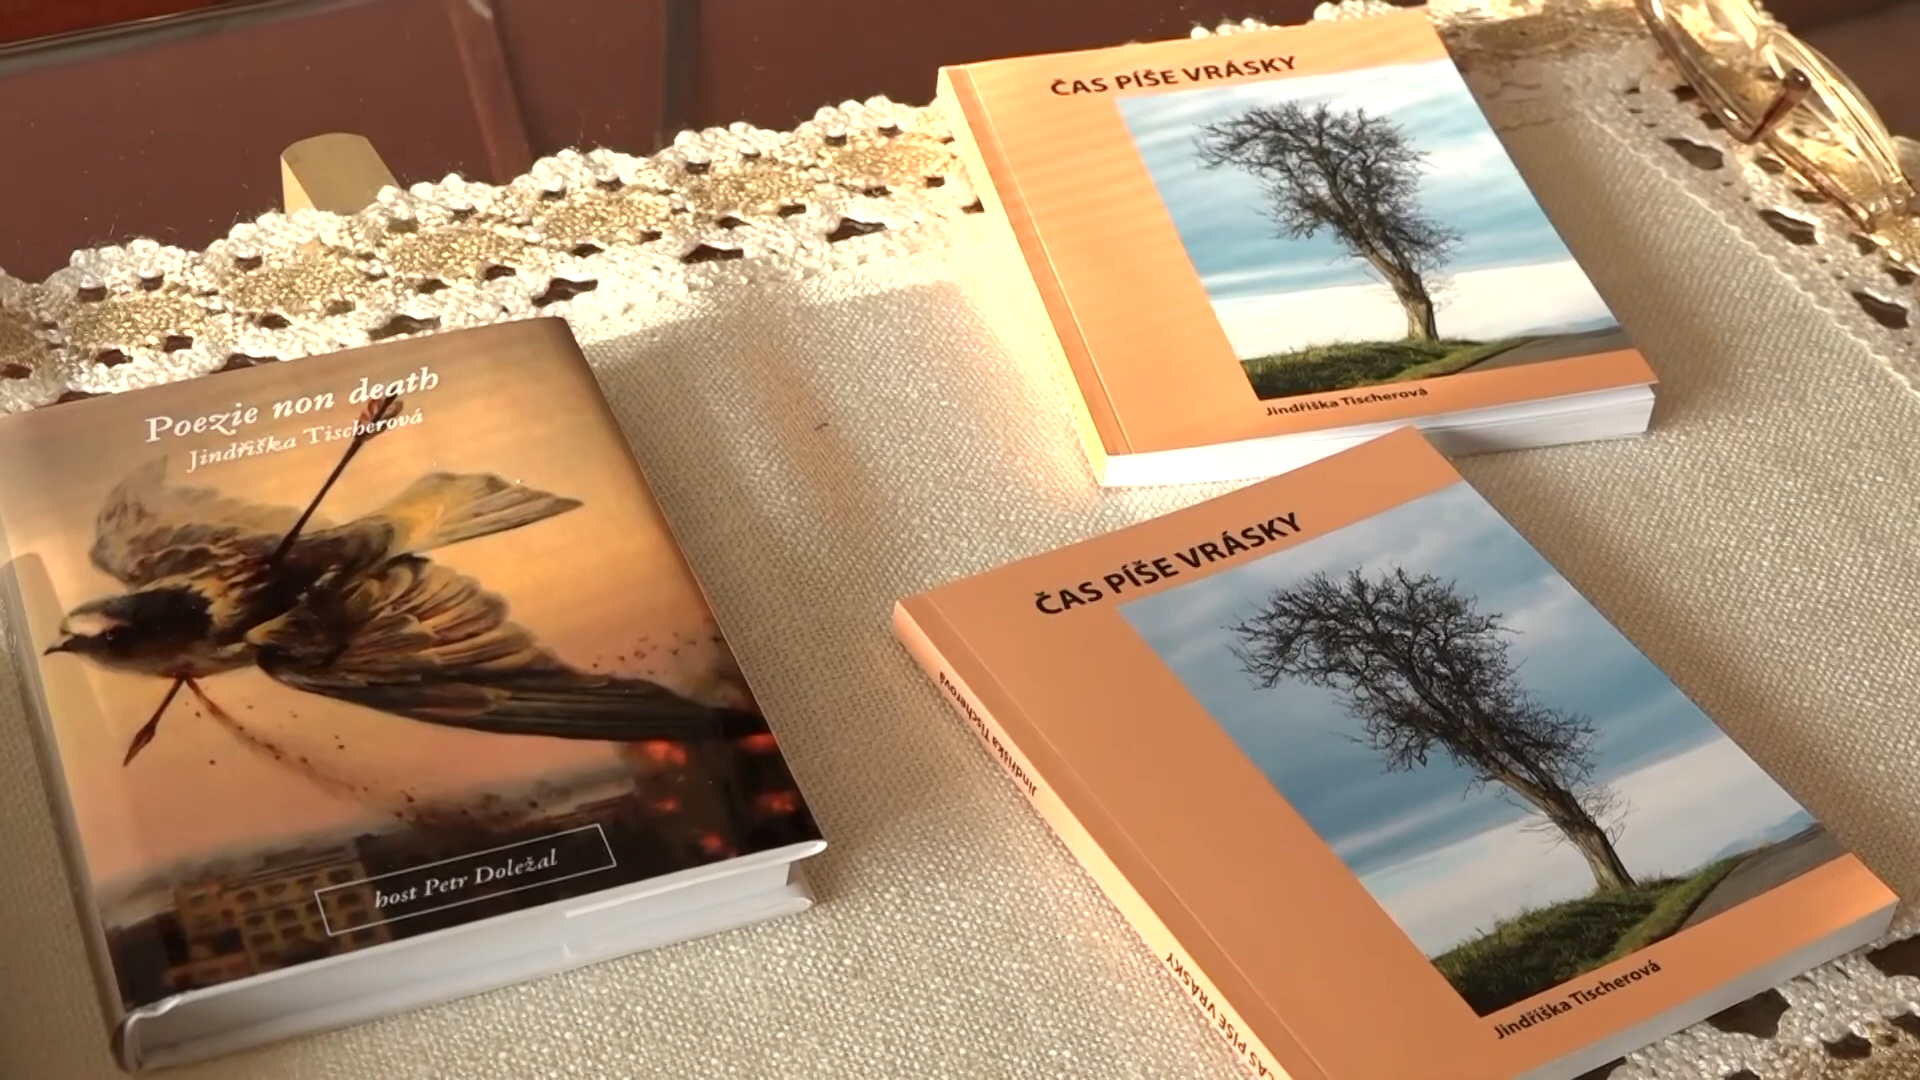 Poezie non death
Jindřiška Tischerová
host Petr Doležal
ČAS PÍŠE VRÁSKY
Jindřiška Tischerová
ČAS PÍŠE VRÁSKY
Jindřiška Tischerová
Jindřiška Tischerová
ČAS PÍŠE VRÁSKY